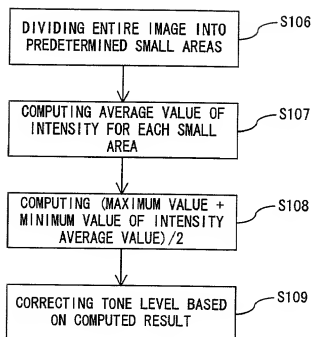 DIVIDING ENTIRE IMAGE INTO
PREDETERMINED SMALL AREAS
S106
COMPUTING AVERAGE VALUE OF
INTENSITY FOR EACH SMALL
AREA
S107
COMPUTING (MAXIMUM VALUE +
MINIMUM VALUE OF INTENSITY
AVERAGE VALUE)/2
S108
CORRECTING TONE LEVEL BASED
ON COMPUTED RESULT
S109